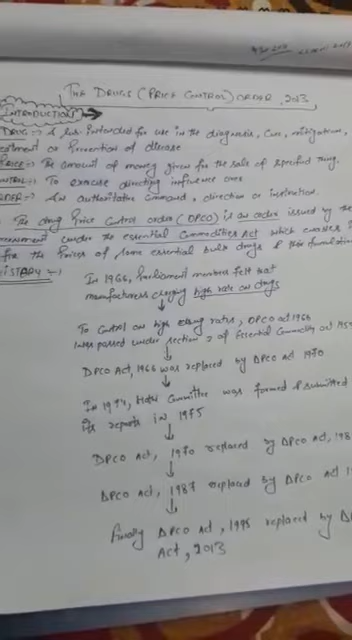 THE DRUGS (PRICE CONTROL) ORDER, 2013
INTRODUCTION
DRUG :- A sub. intended for use in the diagnosis, Cure, mitigation,
treatment or Prevention of disease
PRICE :- The amount of money given for the sale of specified thing.
CONTROL :- To exercise directing influence over
ORDER :- An authoritative command, direction or instruction.
The drug Price Control order (DPCO) is an order issued by the
Government under the essential Commodities Act which enables
for the Prices of some essential bulk drugs & their formulation
HISTORY :-
In 1966, Parliament members felt that
manufacturers charging high rate on drugs
To Control on high rates, DPCO act 1966
was passed under section 3 of Essential Commodity act
DPCO Act, 1966 was replaced by DPCO act 1970
In 1974, Hathi Committee was formed & submitted
its reports in 1975
DPCO Act, 1970 replaced by DPCO Act, 198
DPCO act, 1987 replaced by DPCO Act
Finally DPCO Act, 1995 replaced by
Act, 2013